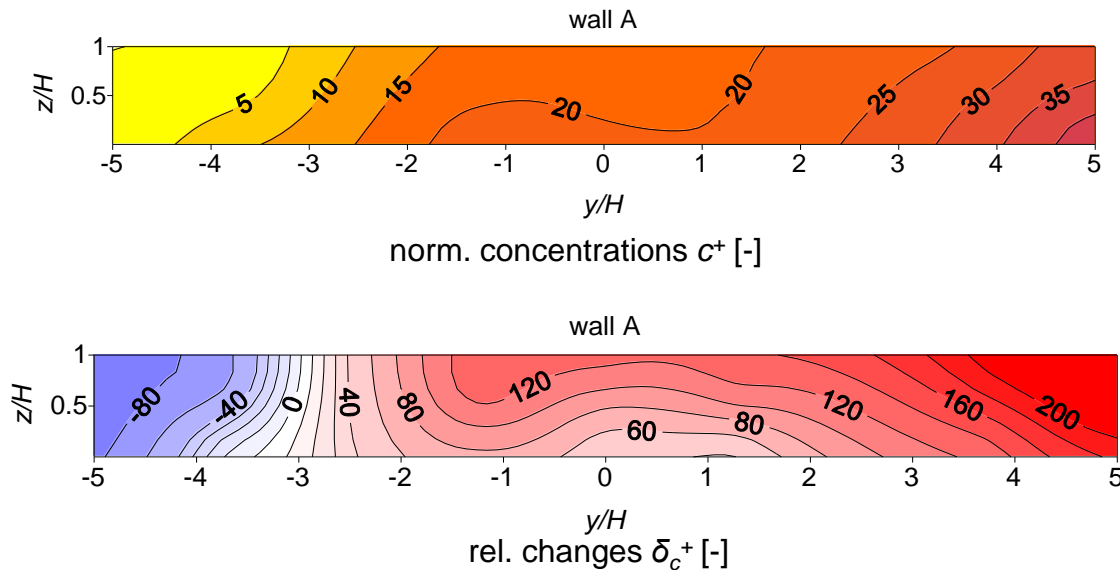 wall A
1
z/H
0.5
5 10 15 20 20 25 30 35
-5 -4 -3 -2 -1 0 1 2 3 4 5
y/H
norm. concentrations c⁺ [-]
wall A
1
z/H
0.5
-80 -40 0 40 80 120 60 80 120 160 200
-5 -4 -3 -2 -1 0 1 2 3 4 5
y/H
rel. changes δ_c⁺ [-]